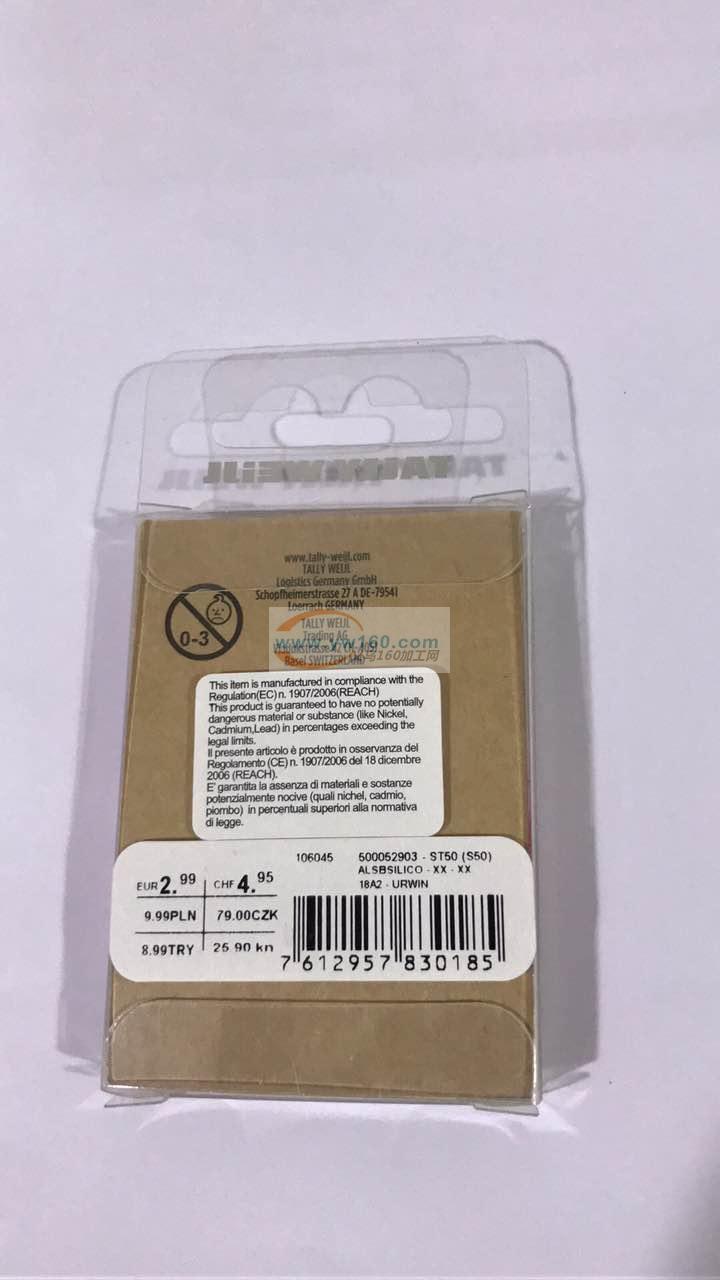 TALLY WEiJL
www.tally-weijl.com
TALLY WEIJL
Logistics Germany GmbH
Schopfheimerstrasse 27 A DE-79541
Loerrach GERMANY
0-3
TALLY WEIJL
Trading AG
Basel SWITZERLAND
www.yw160.com
160加工网
This item is manufactured in compliance with the
Regulation(EC) n. 1907/2006(REACH)
This product is guaranteed to have no potentially
dangerous material or substance (like Nickel,
Cadmium,Lead) in percentages exceeding the
legal limits.
Il presente articolo è prodotto in osservanza del
Regolamento (CE) n. 1907/2006 del 18 dicembre
2006 (REACH).
E' garantita la assenza di materiali e sostanze
potenzialmente nocive (quali nichel, cadmio,
piombo) in percentuali superiori alla normativa
di legge.
106045 500052903 - ST50 (S50)
ALSBSILICO - XX - XX
18A2 - URWIN
EUR 2.99 CHF 4.95
9.99PLN 79.00CZK
8.99TRY 25.90 kn
7 612957 830185